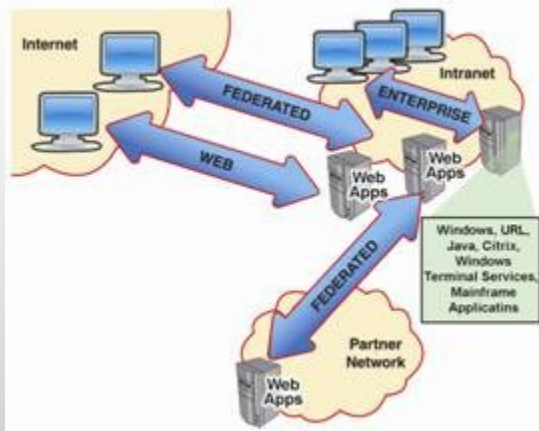 Internet
Intranet
FEDERATED
ENTERPRISE
WEB
Web
Apps
Web
Apps
Windows, URL,
Java, Citrix,
Windows
Terminal Services,
Mainframe
Applicatins
FEDERATED
Partner
Network
Web
Apps